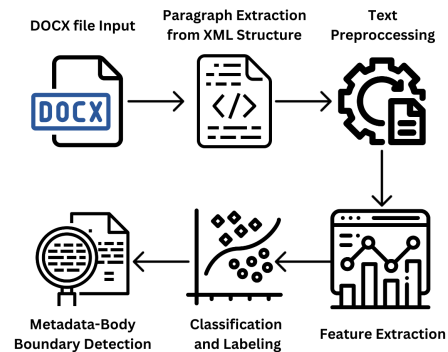 DOCX file Input
Paragraph Extraction
from XML Structure
Text
Preproccessing
DOCX
</>
Metadata-Body
Boundary Detection
Classification
and Labeling
Feature Extraction